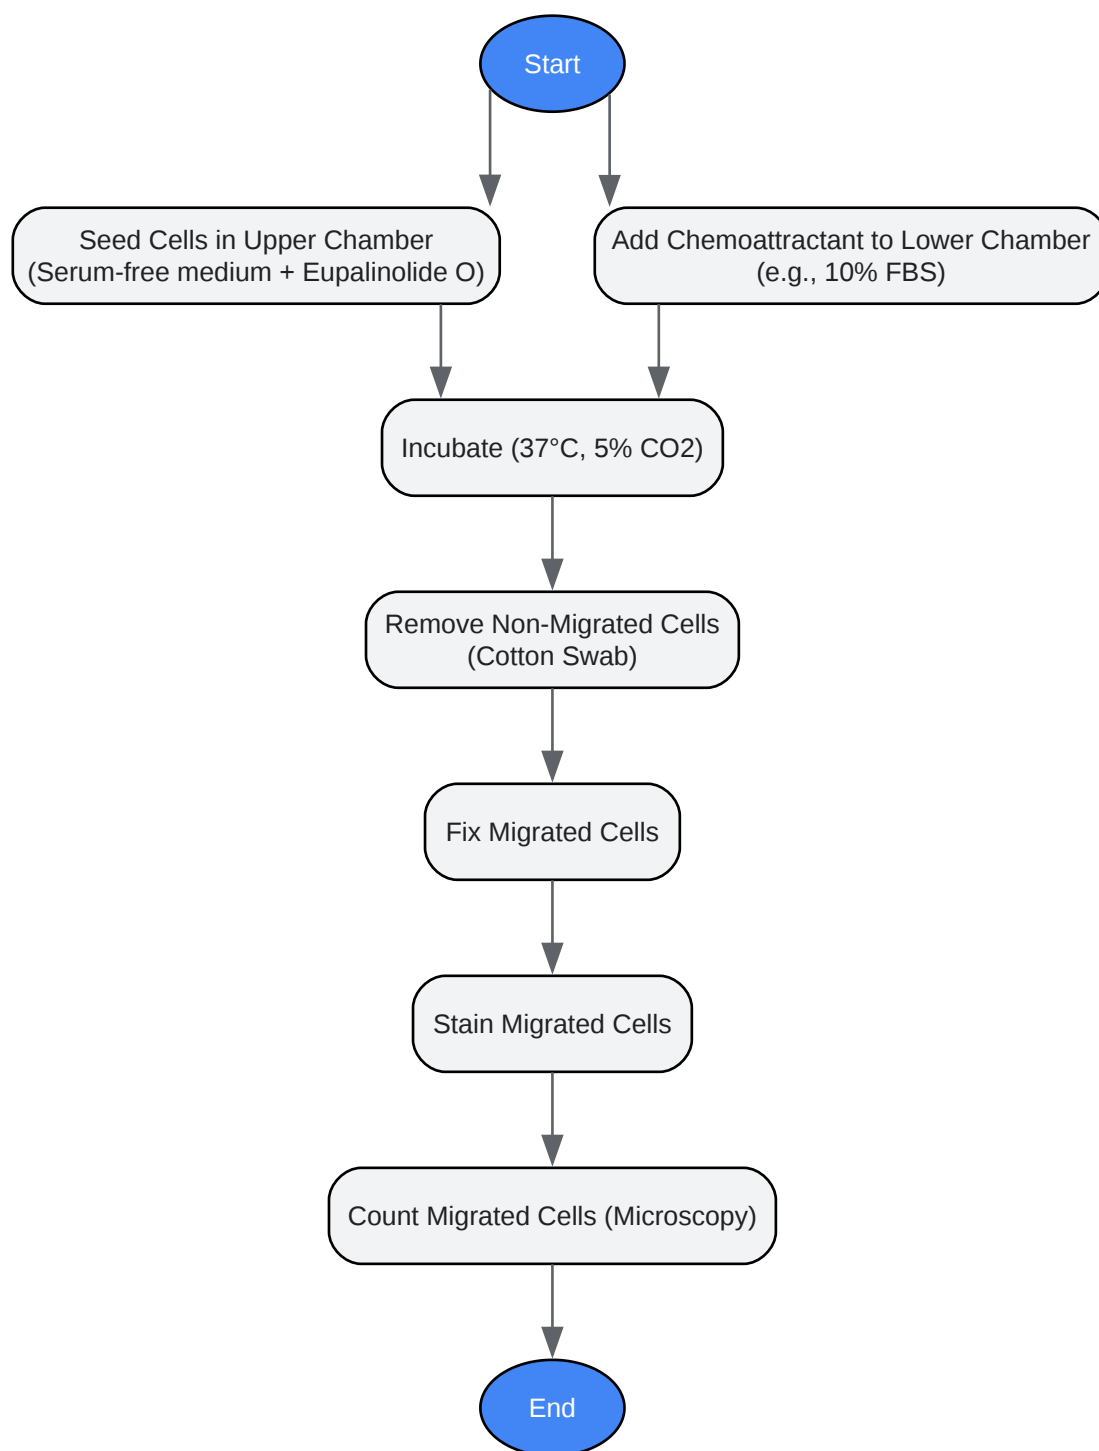 Start
Seed Cells in Upper Chamber
(Serum-free medium + Eupalinolide O)
Add Chemoattractant to Lower Chamber
(e.g., 10% FBS)
Incubate (37°C, 5% CO2)
Remove Non-Migrated Cells
(Cotton Swab)
Fix Migrated Cells
Stain Migrated Cells
Count Migrated Cells (Microscopy)
End